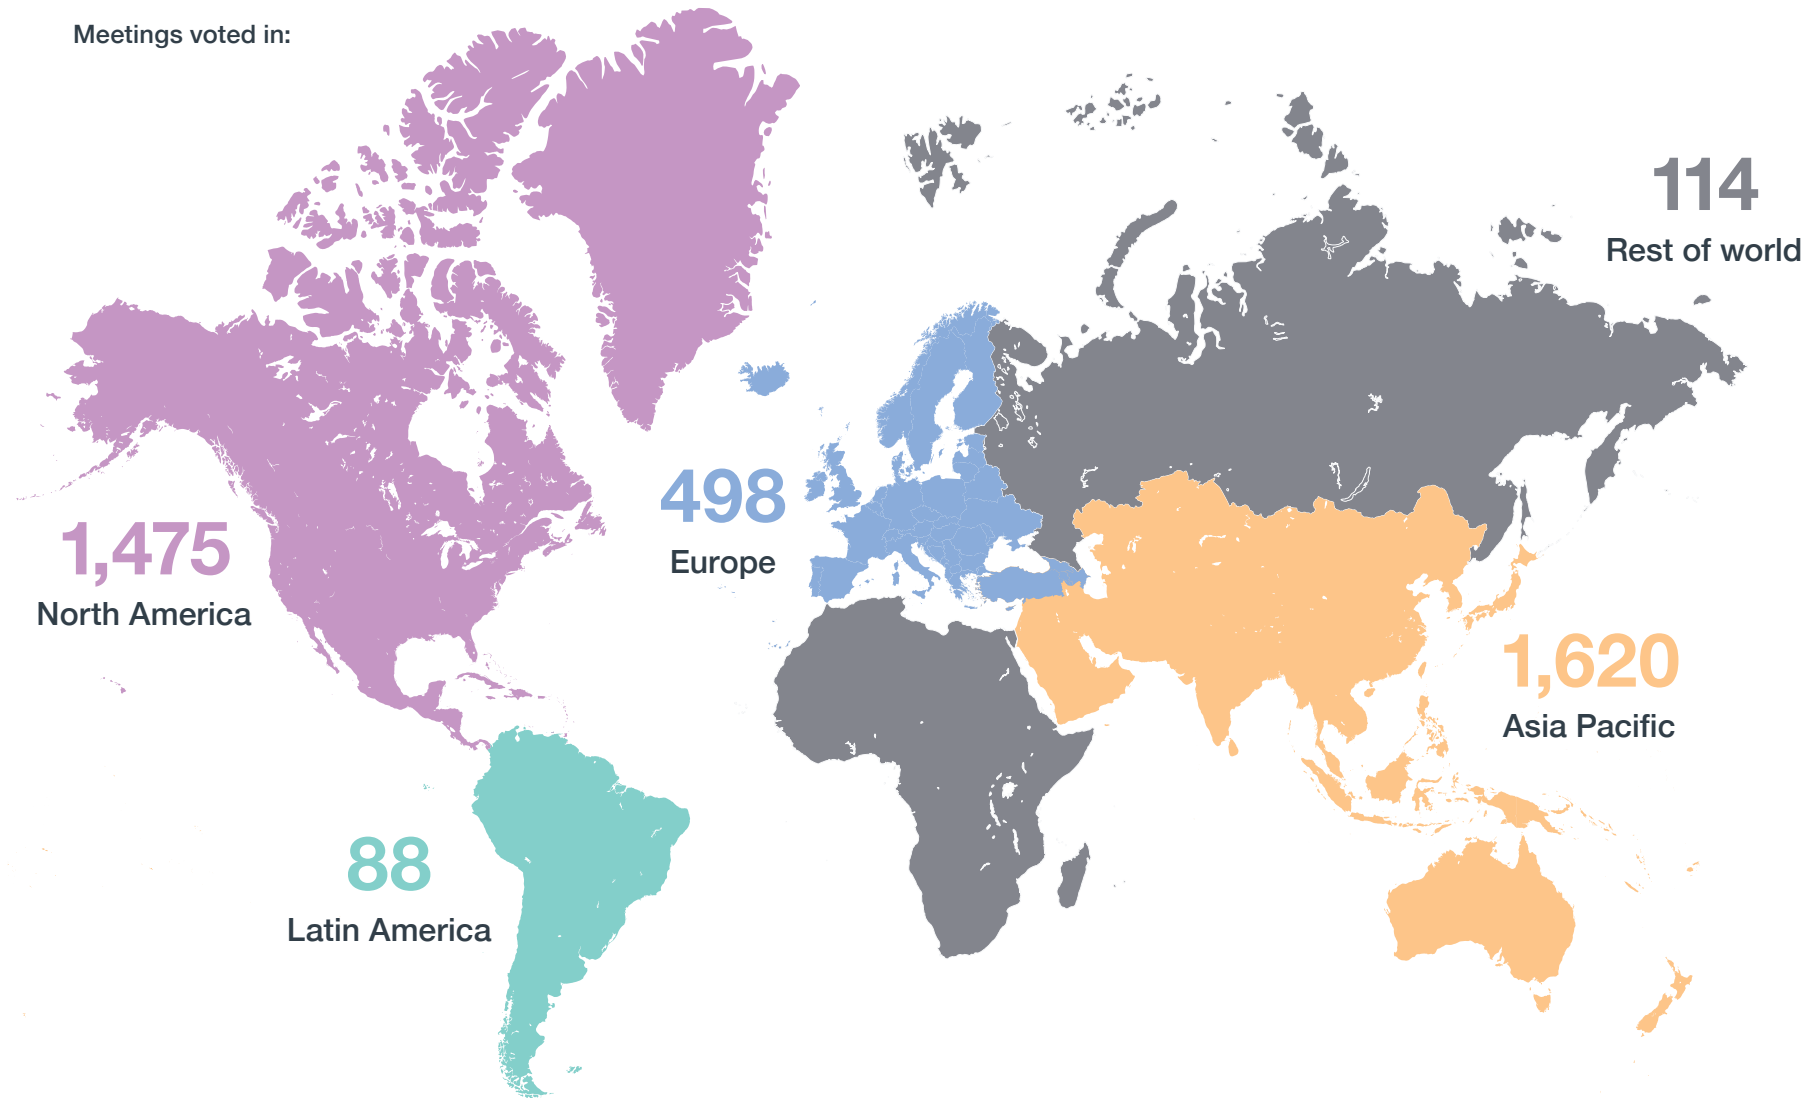 Meetings voted in:
114
Rest of world
498
Europe
1,475
North America
1,620
Asia Pacific
88
Latin America